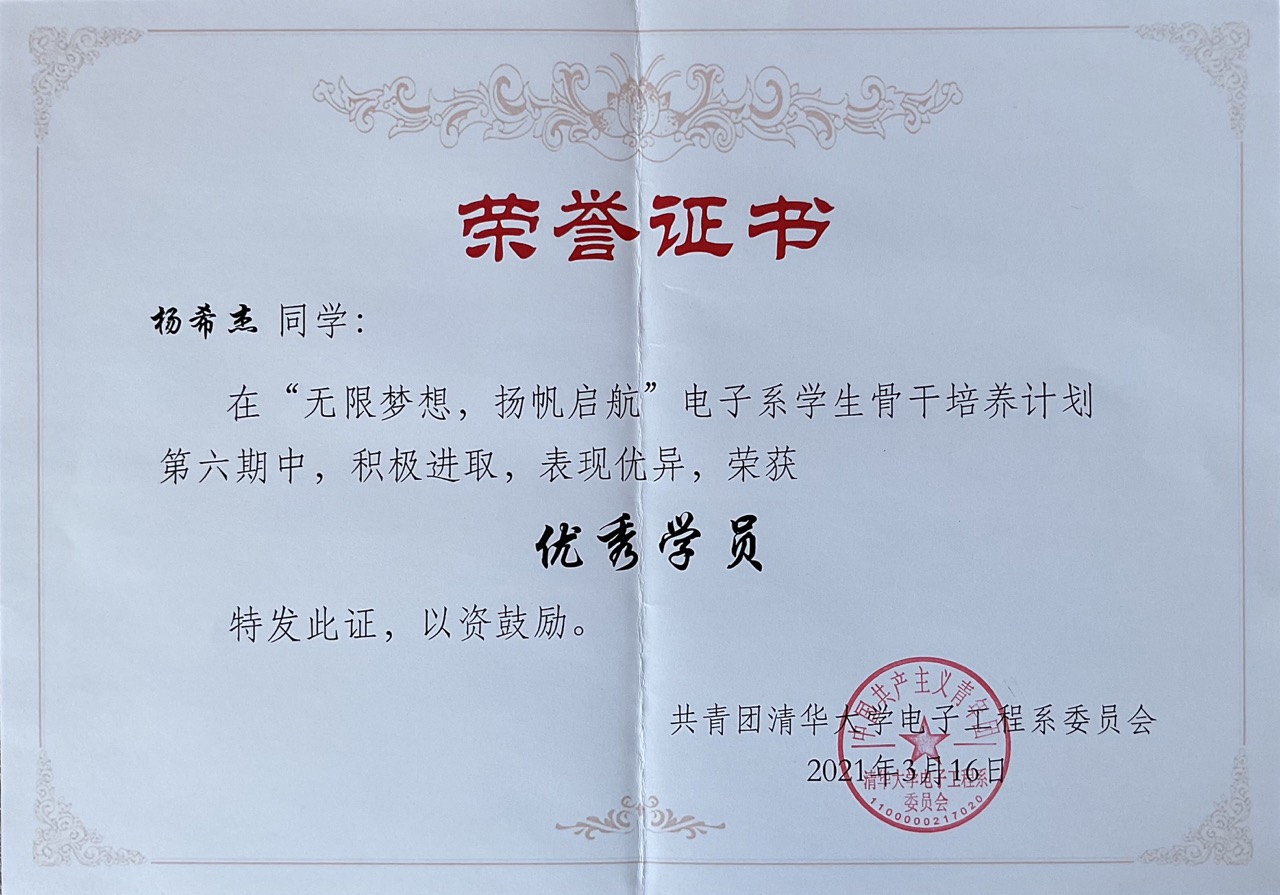 荣誉证书
杨希杰 同学：
在“无限梦想，扬帆启航”电子系学生骨干培养计划
第六期中，积极进取，表现优异，荣获
优秀学员
特发此证，以资鼓励。
共青团清华大学电子工程系委员会
2021年3月16日
中国共产主义青年团
清华大学电子工程系
委员会
1100000217020